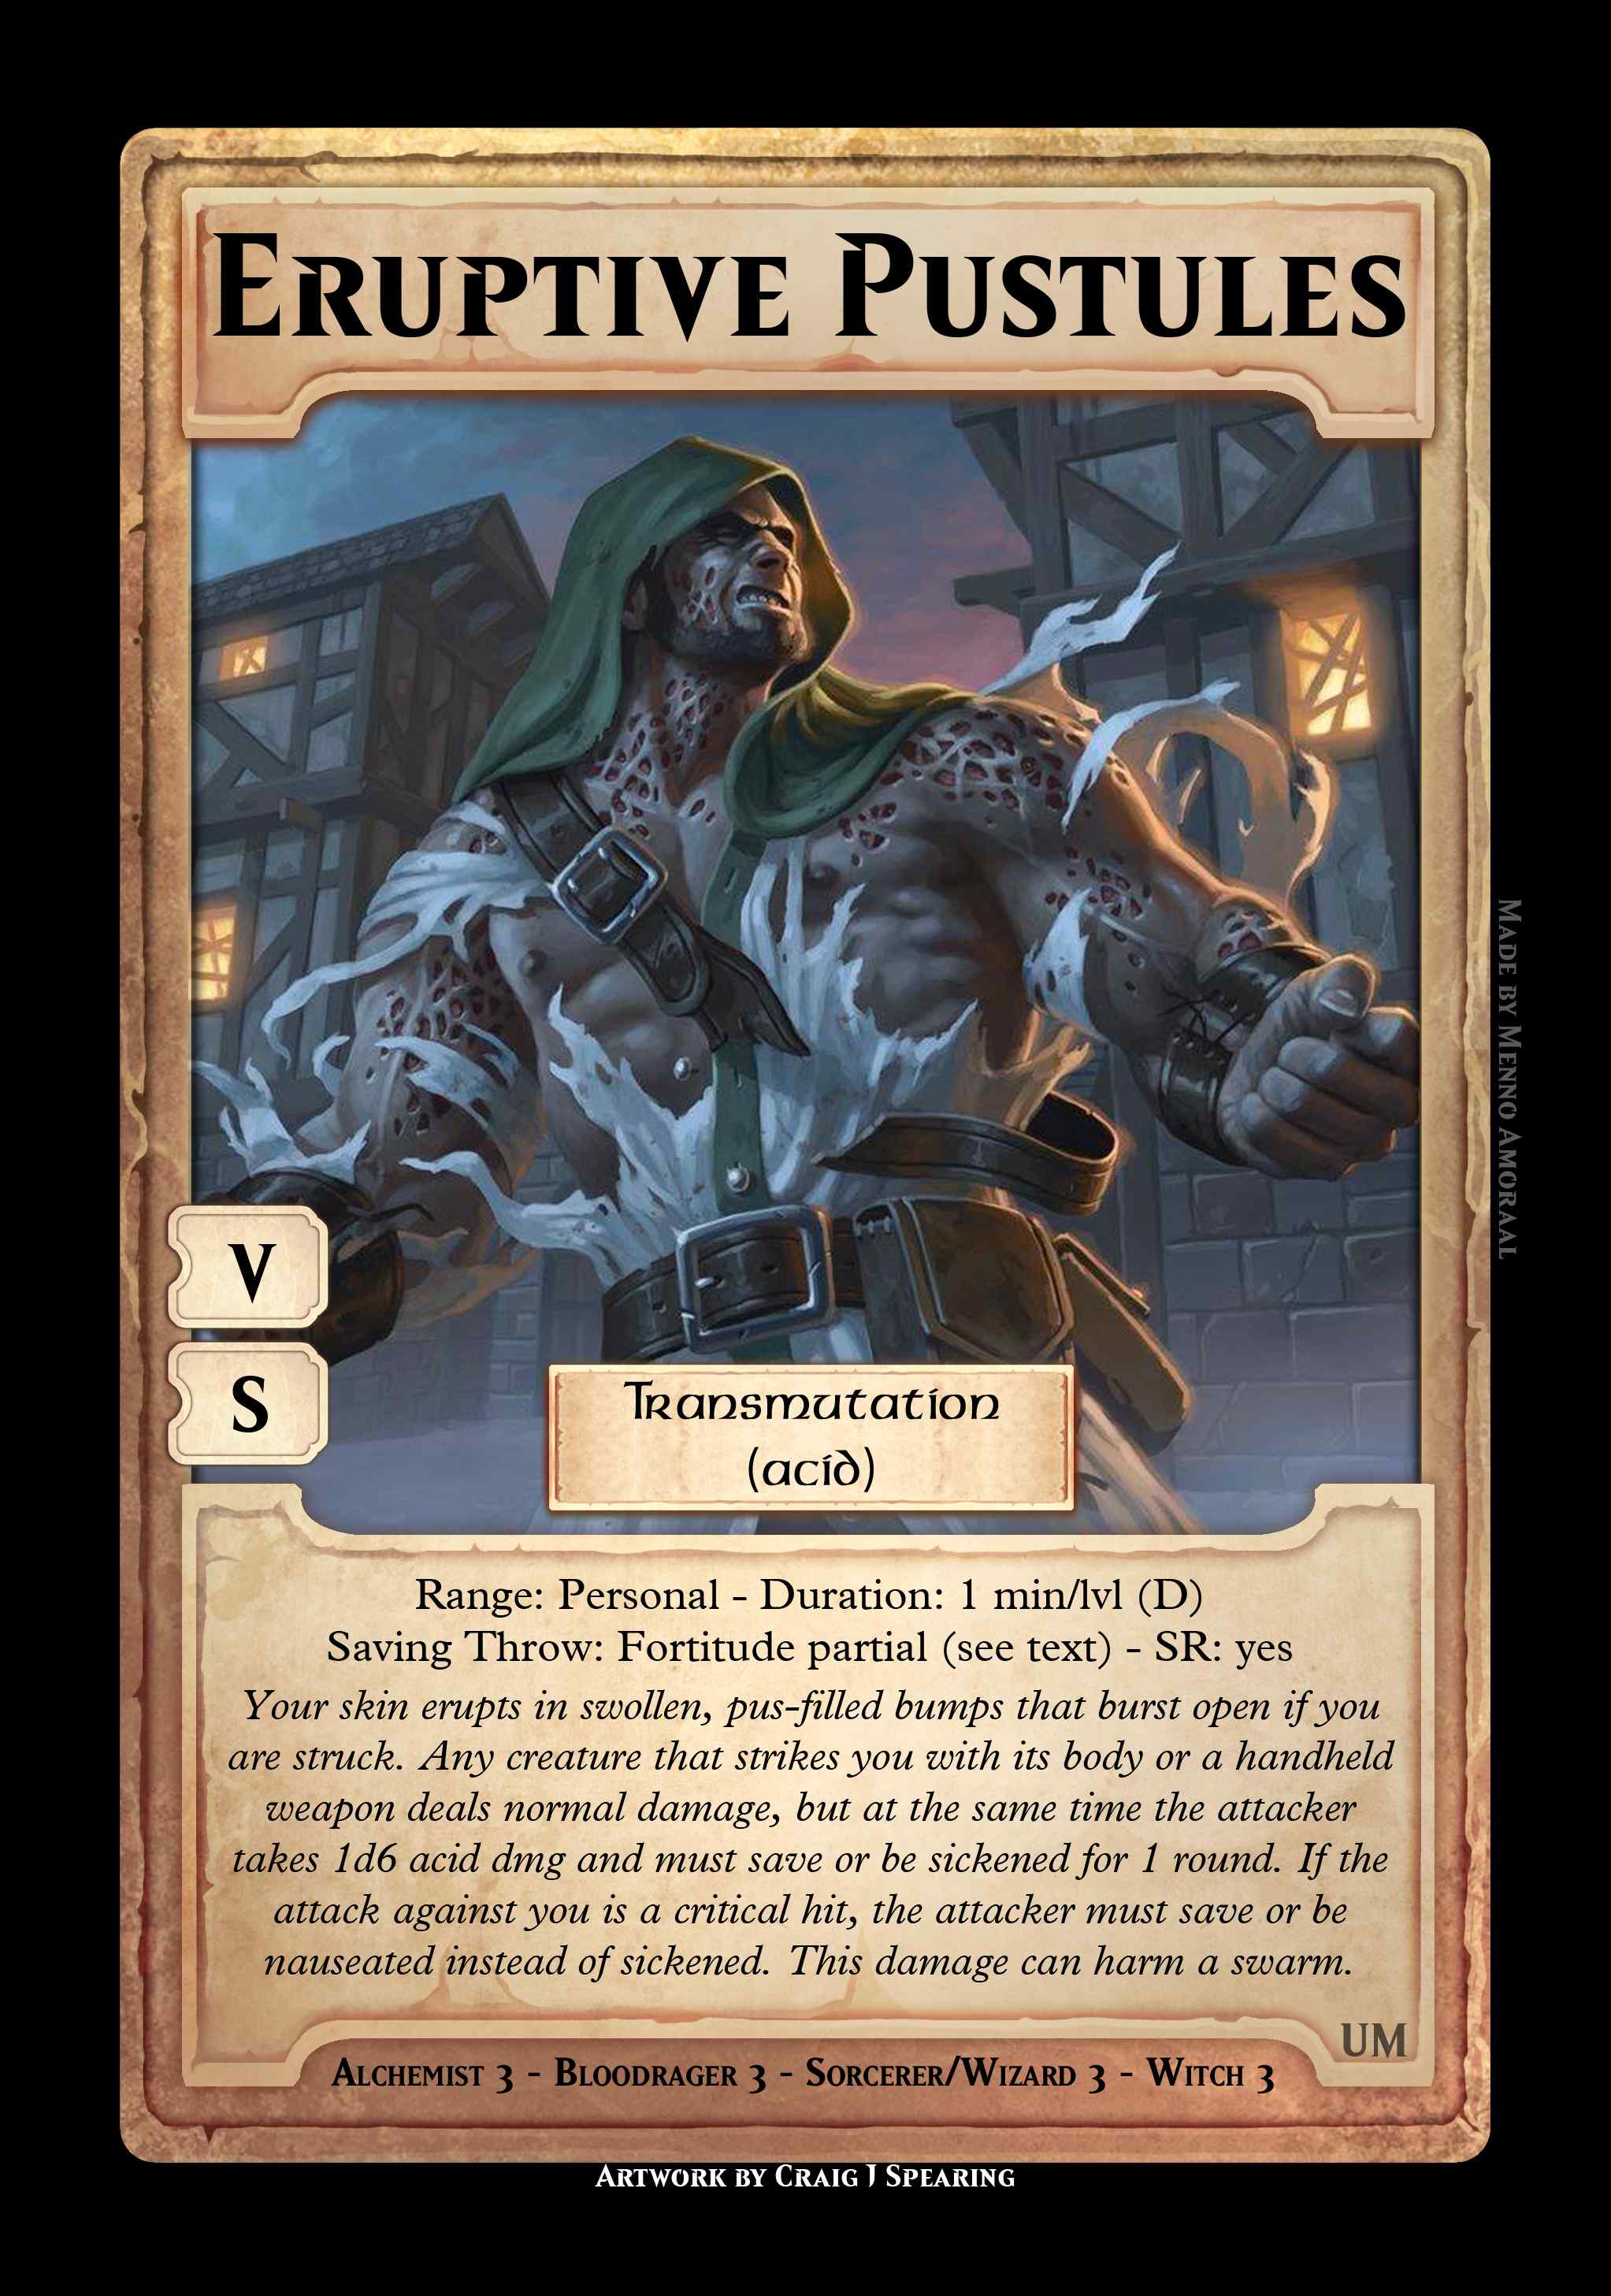 Eruptive Pustules
V
S
Transmutation
(acid)
Range: Personal - Duration: 1 min/lvl (D)
Saving Throw: Fortitude partial (see text) - SR: yes
Your skin erupts in swollen, pus-filled bumps that burst open if you
are struck. Any creature that strikes you with its body or a handheld
weapon deals normal damage, but at the same time the attacker
takes 1d6 acid dmg and must save or be sickened for 1 round. If the
attack against you is a critical hit, the attacker must save or be
nauseated instead of sickened. This damage can harm a swarm.
UM
Alchemist 3 - Bloodrager 3 - Sorcerer/Wizard 3 - Witch 3
Artwork by Craig J Spearing
Made by Menno Amoraal